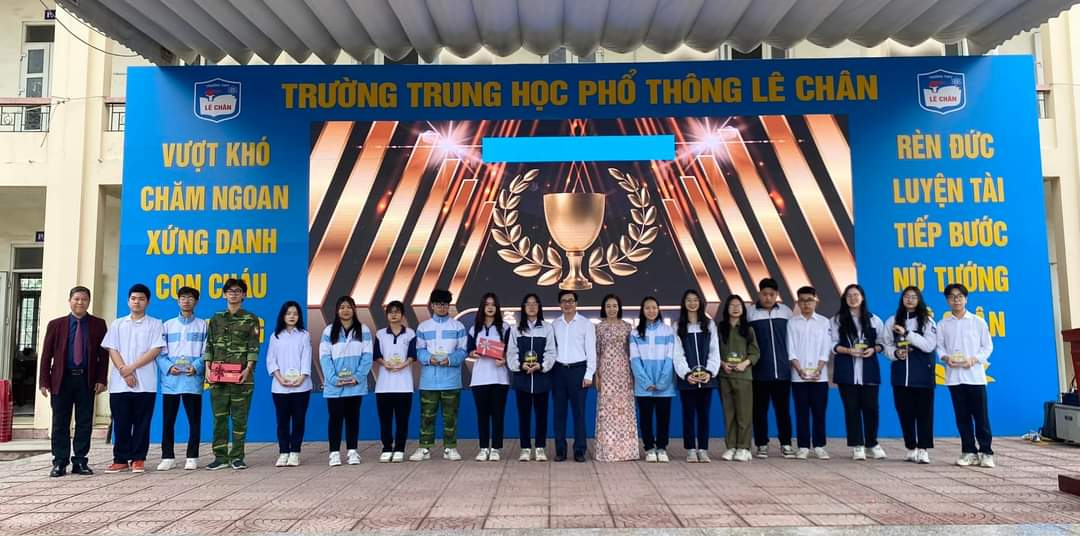 TRƯỜNG TRUNG HỌC PHỔ THÔNG LÊ CHÂN
LÊ CHÂN
LÊ CHÂN
VƯỢT KHÓ
CHĂM NGOAN
XỨNG DANH
CON CHÁU
RÈN ĐỨC
LUYỆN TÀI
TIẾP BƯỚC
NỮ TƯỚNG
CHÂN